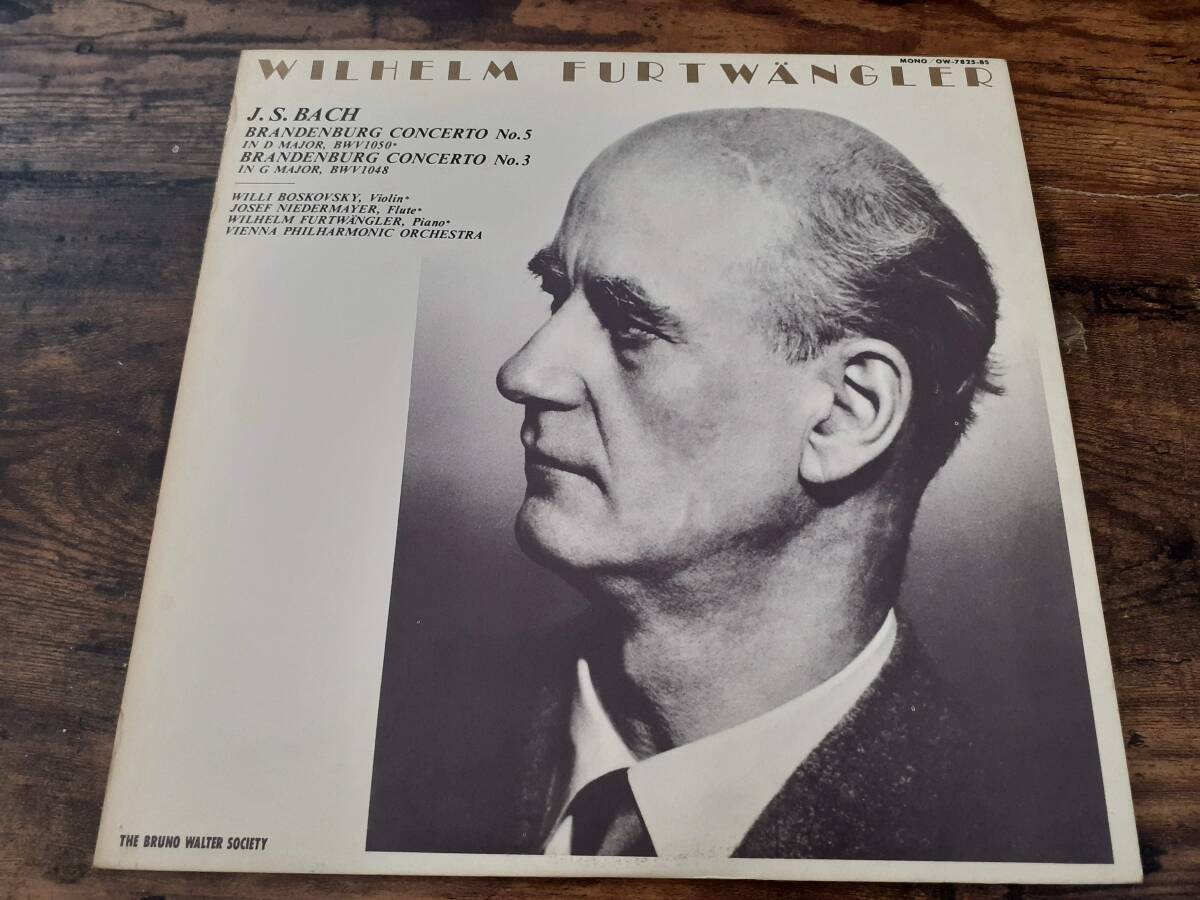 WILHELM FURTWÄNGLER
MONO/OW-7825-BS
J. S. BACH
BRANDENBURG CONCERTO No. 5
IN D MAJOR, BWV1050*
BRANDENBURG CONCERTO No. 3
IN G MAJOR, BWV1048
WILLI BOSKOVSKY, Violin*
JOSEF NIEDERMAYER, Flute*
WILHELM FURTWÄNGLER, Piano*
VIENNA PHILHARMONIC ORCHESTRA
THE BRUNO WALTER SOCIETY